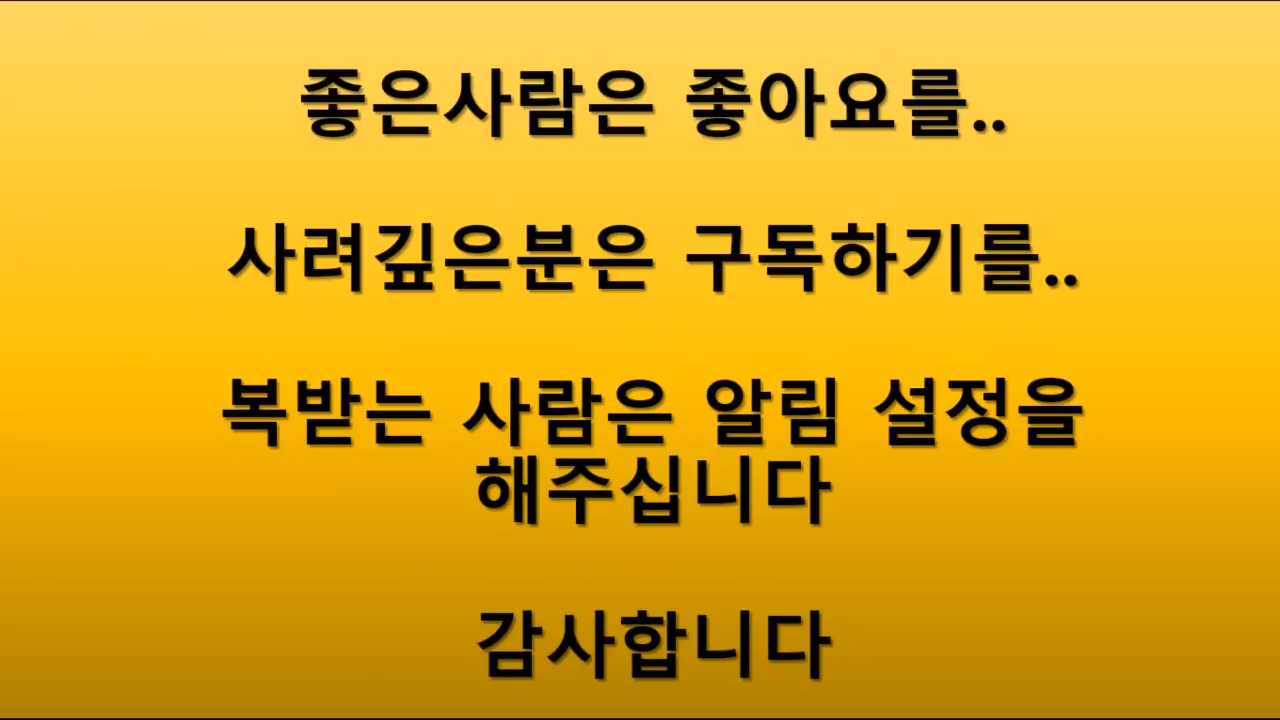 좋은사람은 좋아요를..
사려깊은분은 구독하기를..
복받는 사람은 알림 설정을
해주십니다
감사합니다